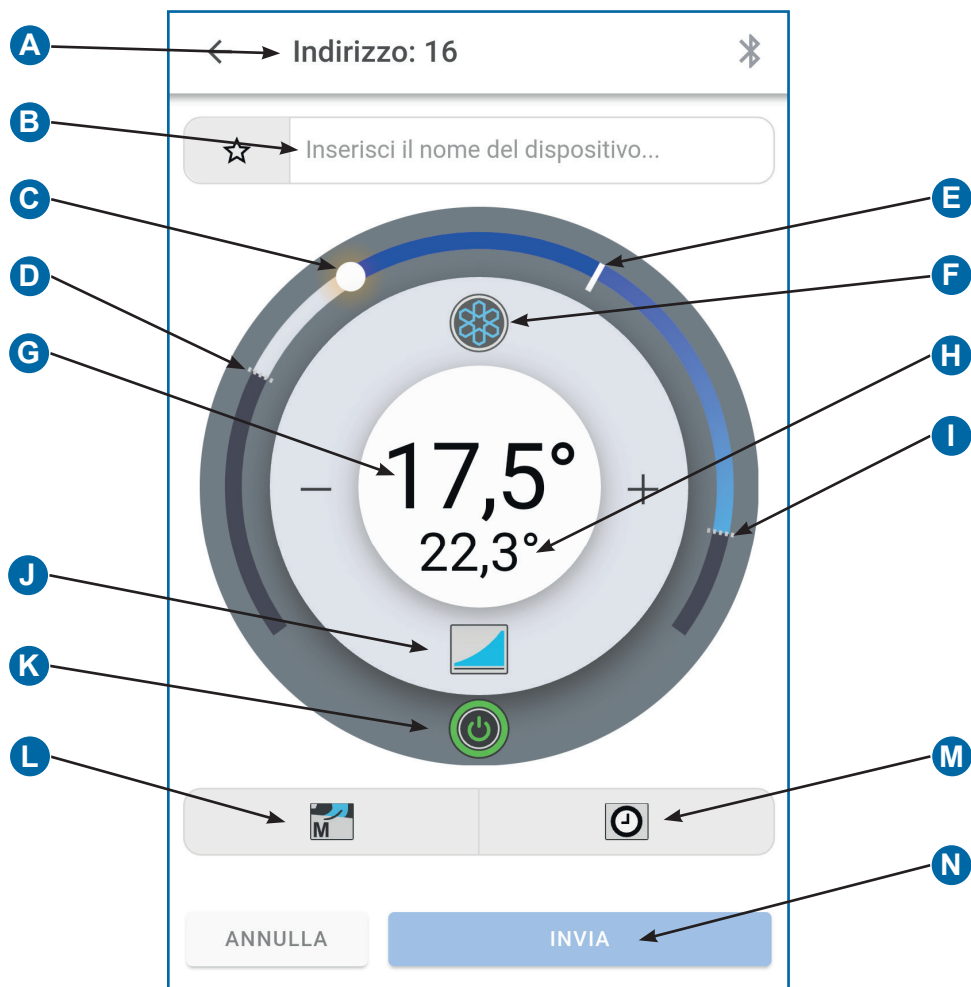 A
Indirizzo: 16
B
Inserisci il nome del dispositivo...
C
E
D
F
G
H
17,5°
I
− +
22,3°
J
K
L
M
M
N
ANNULLA
INVIA